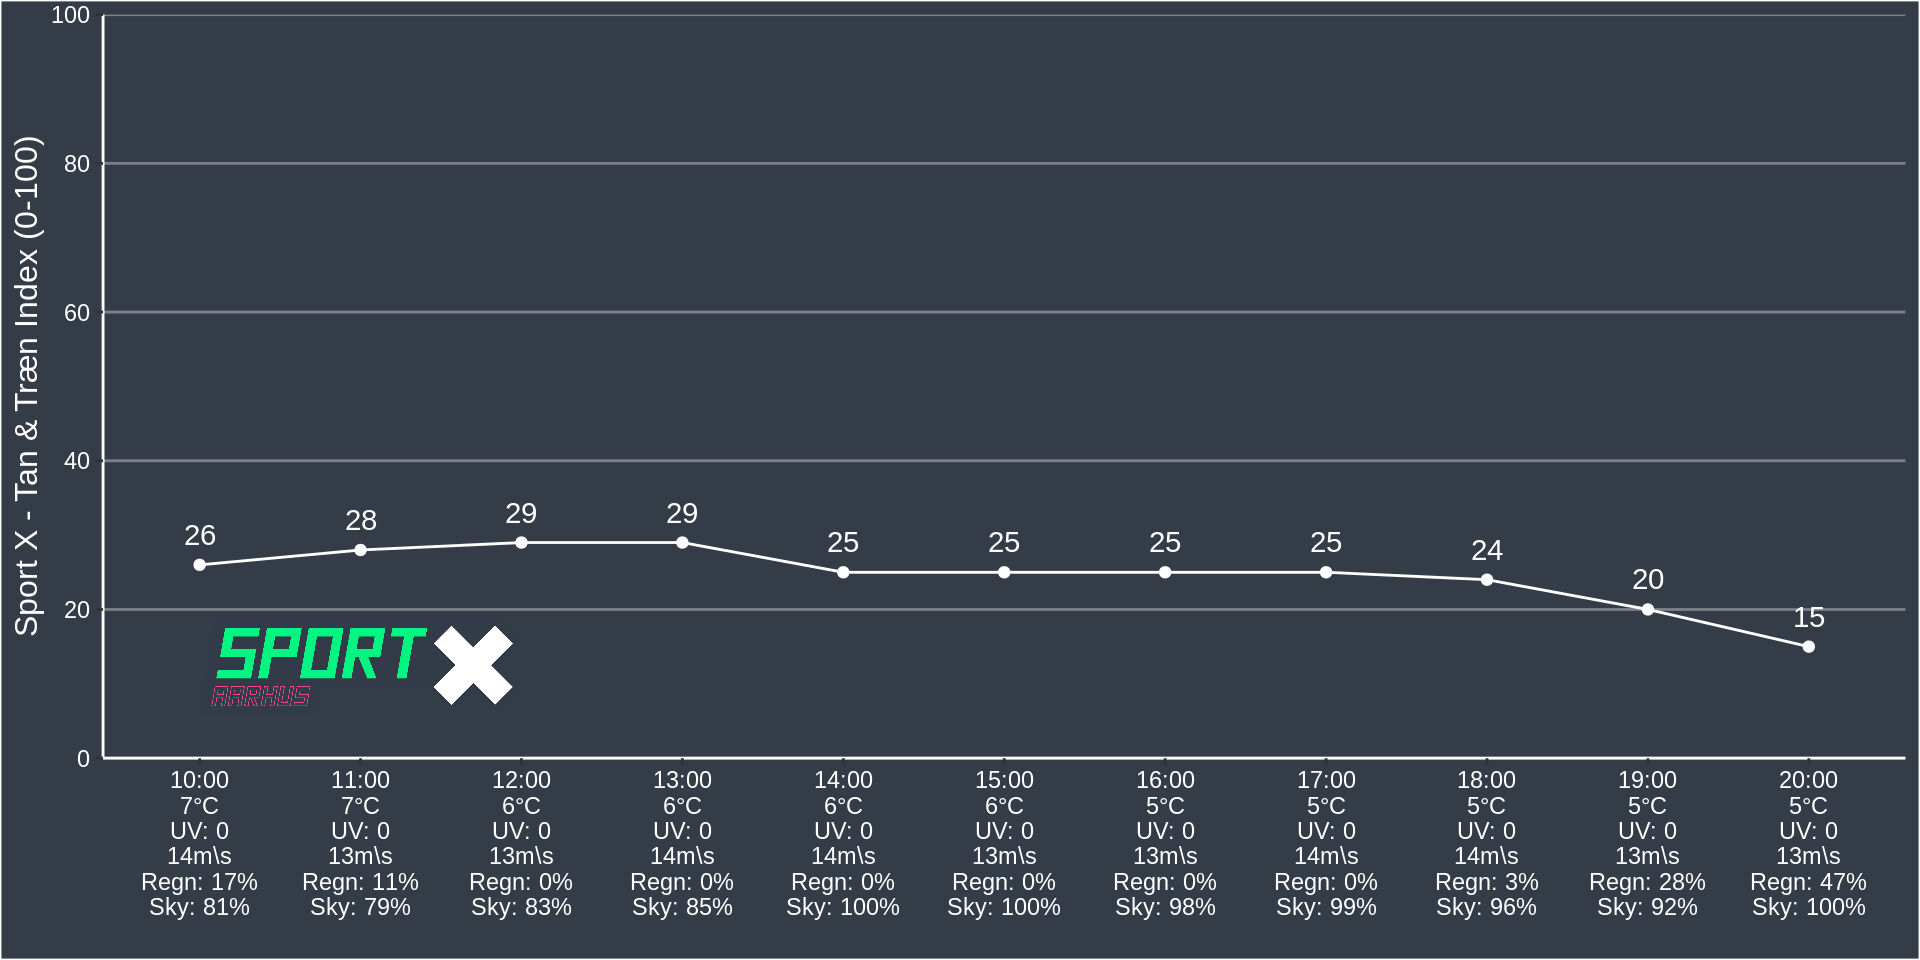 Sport X - Tan & Træn Index (0-100)
100
80
60
40
20
0
26
28
29
29
25
25
25
25
24
20
15
SPORT X
AARHUS
10:00 11:00 12:00 13:00 14:00 15:00 16:00 17:00 18:00 19:00 20:00
7°C 7°C 6°C 6°C 6°C 6°C 5°C 5°C 5°C 5°C 5°C
UV: 0 UV: 0 UV: 0 UV: 0 UV: 0 UV: 0 UV: 0 UV: 0 UV: 0 UV: 0 UV: 0
14m\s 13m\s 13m\s 14m\s 14m\s 13m\s 13m\s 14m\s 14m\s 13m\s 13m\s
Regn: 17% Regn: 11% Regn: 0% Regn: 0% Regn: 0% Regn: 0% Regn: 0% Regn: 0% Regn: 3% Regn: 28% Regn: 47%
Sky: 81% Sky: 79% Sky: 83% Sky: 85% Sky: 100% Sky: 100% Sky: 98% Sky: 99% Sky: 96% Sky: 92% Sky: 100%